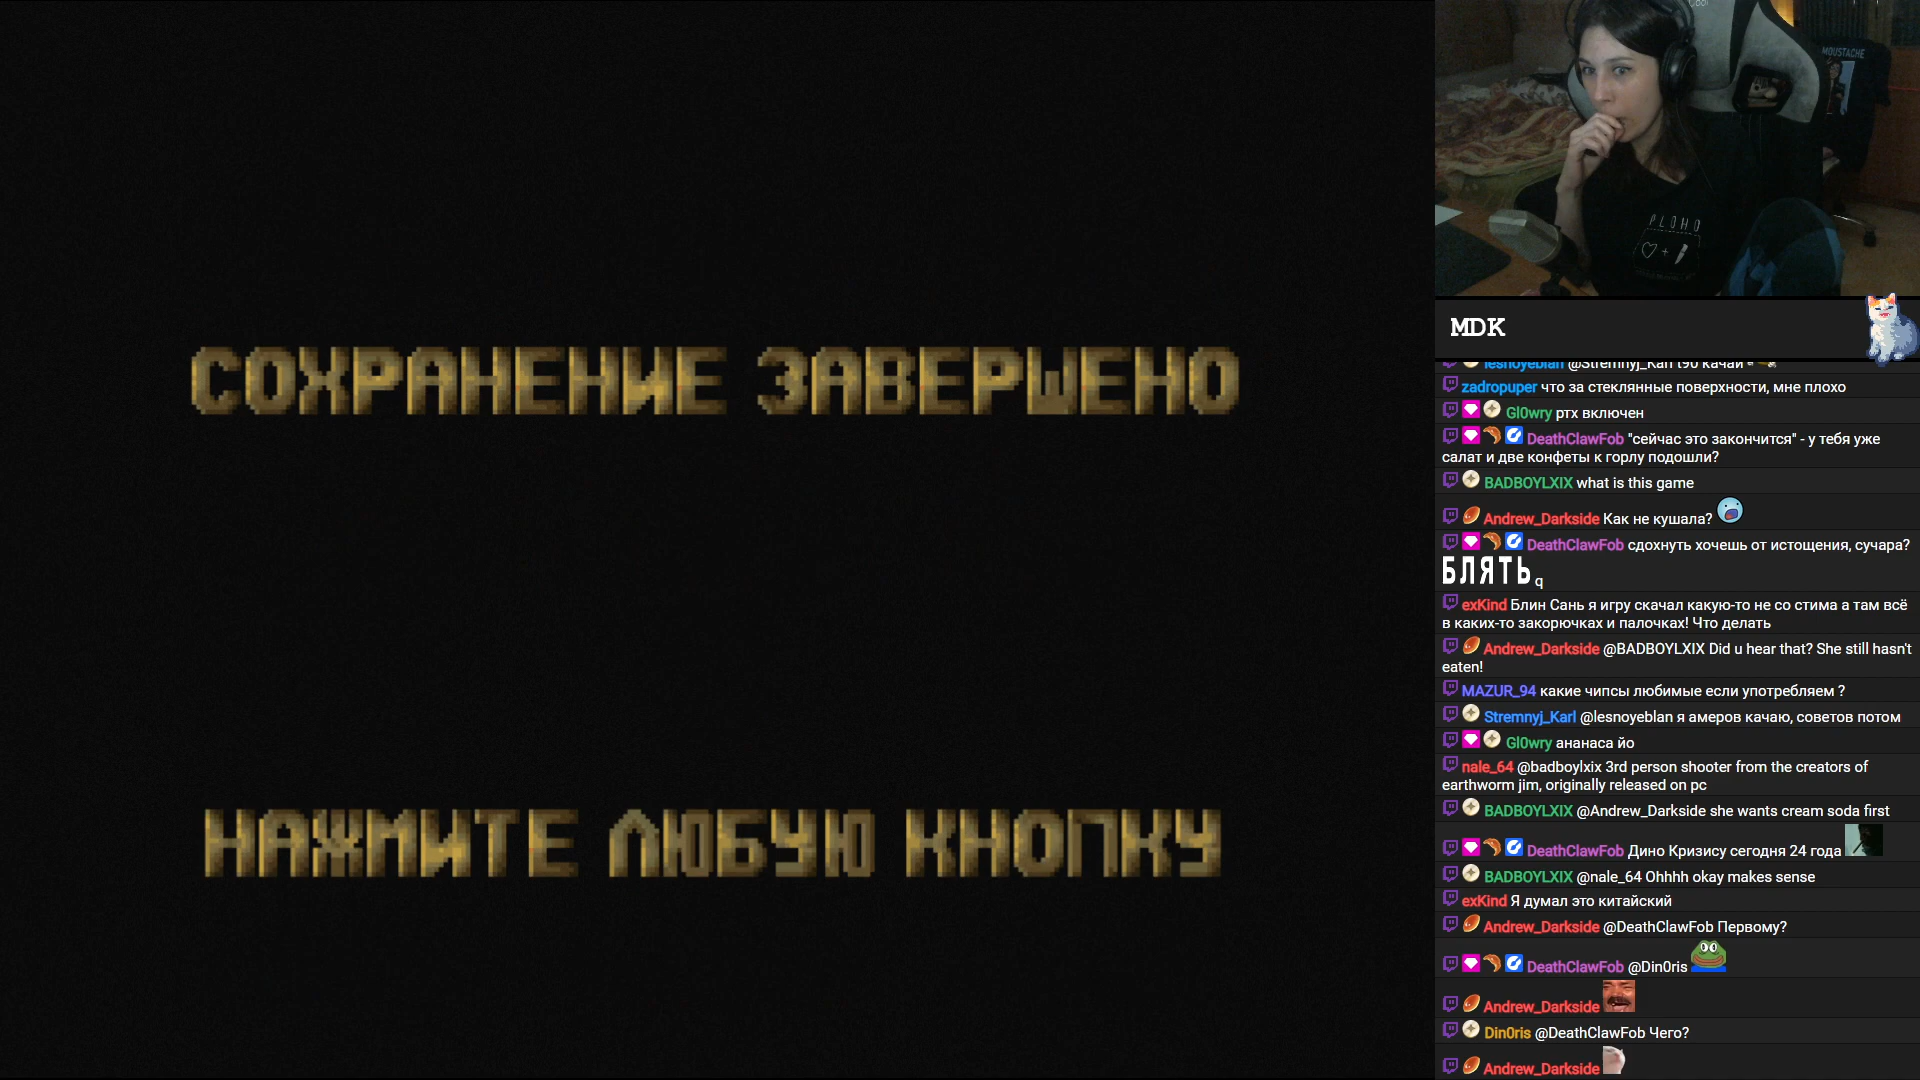 СОХРАНЕНИЕ ЗАВЕРШЕНО
НАЖМИТЕ ЛЮБУЮ КНОПКУ
MOUSTACHE
PLOHO
MDK
lesnoyeblan @Stremnyj_Karl т90 качай
zadropuper что за стеклянные поверхности, мне плохо
Gl0wry ртх включен
DeathClawFob "сейчас это закончится" - у тебя уже
салат и две конфеты к горлу подошли?
BADBOYLXIX what is this game
Andrew_Darkside Как не кушала?
DeathClawFob сдохнуть хочешь от истощения, сучара?
БЛЯТЬ q
exKind Блин Сань я игру скачал какую-то не со стима а там всё
в каких-то закорючках и палочках! Что делать
Andrew_Darkside @BADBOYLXIX Did u hear that? She still hasn't
eaten!
MAZUR_94 какие чипсы любимые если употребляем ?
Stremnyj_Karl @lesnoyeblan я амеров качаю, советов потом
Gl0wry ананаса йо
nale_64 @badboylxix 3rd person shooter from the creators of
earthworm jim, originally released on pc
BADBOYLXIX @Andrew_Darkside she wants cream soda first
DeathClawFob Дино Кризису сегодня 24 года
BADBOYLXIX @nale_64 Ohhhh okay makes sense
exKind Я думал это китайский
Andrew_Darkside @DeathClawFob Первому?
DeathClawFob @Din0ris
Andrew_Darkside
Din0ris @DeathClawFob Чего?
Andrew_Darkside